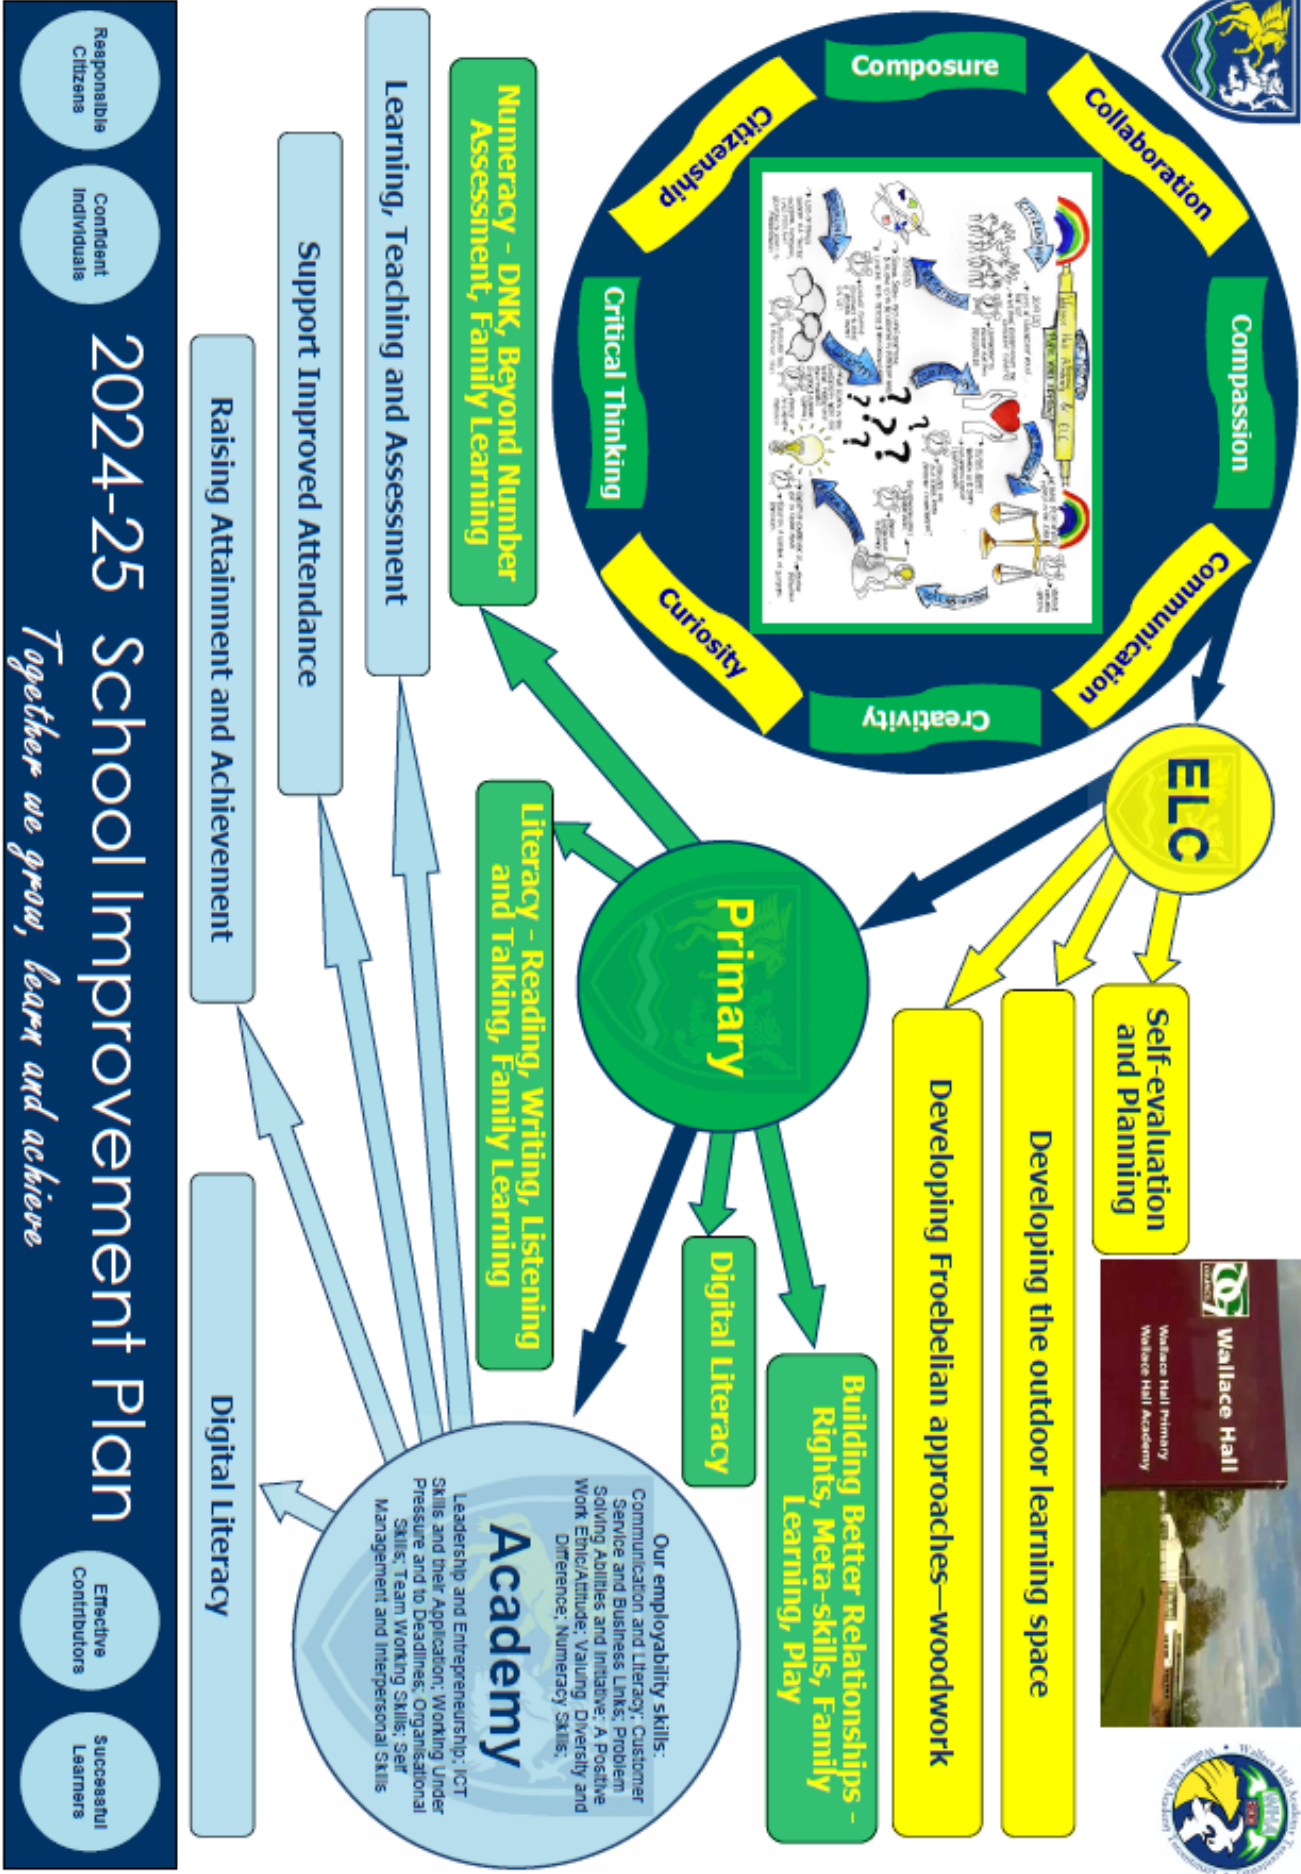 Collaboration
Compassion
Communication
Composure
Citizenship
Critical Thinking
Curiosity
Creativity
ELC
Self-evaluation
and Planning
Developing the outdoor learning space
Developing Froebelian approaches—woodwork
Wallace Hall
Wallace Hall Primary
Wallace Hall Academy
Primary
Building Better Relationships –
Rights, Meta-skills, Family
Learning, Play
Digital Literacy
Numeracy - DNK, Beyond Number
Assessment, Family Learning
Literacy - Reading, Writing, Listening
and Talking, Family Learning
Our employability skills:
Communication and Literacy; Customer
Service and Business Links; Problem
Solving Abilities and Initiative; A Positive
Work Ethic/Attitude; Valuing Diversity and
Difference; Numeracy Skills;
Academy
Leadership and Entrepreneurship; ICT
Skills and their Application; Working Under
Pressure and to Deadlines; Organisational
Skills; Team Working Skills; Self
Management and Interpersonal Skills
Learning, Teaching and Assessment
Support Improved Attendance
Raising Attainment and Achievement
Digital Literacy
Responsible
Citizens
Confident
Individuals
2024-25 School Improvement Plan
Together we grow, learn and achieve
Effective
Contributors
Successful
Learners